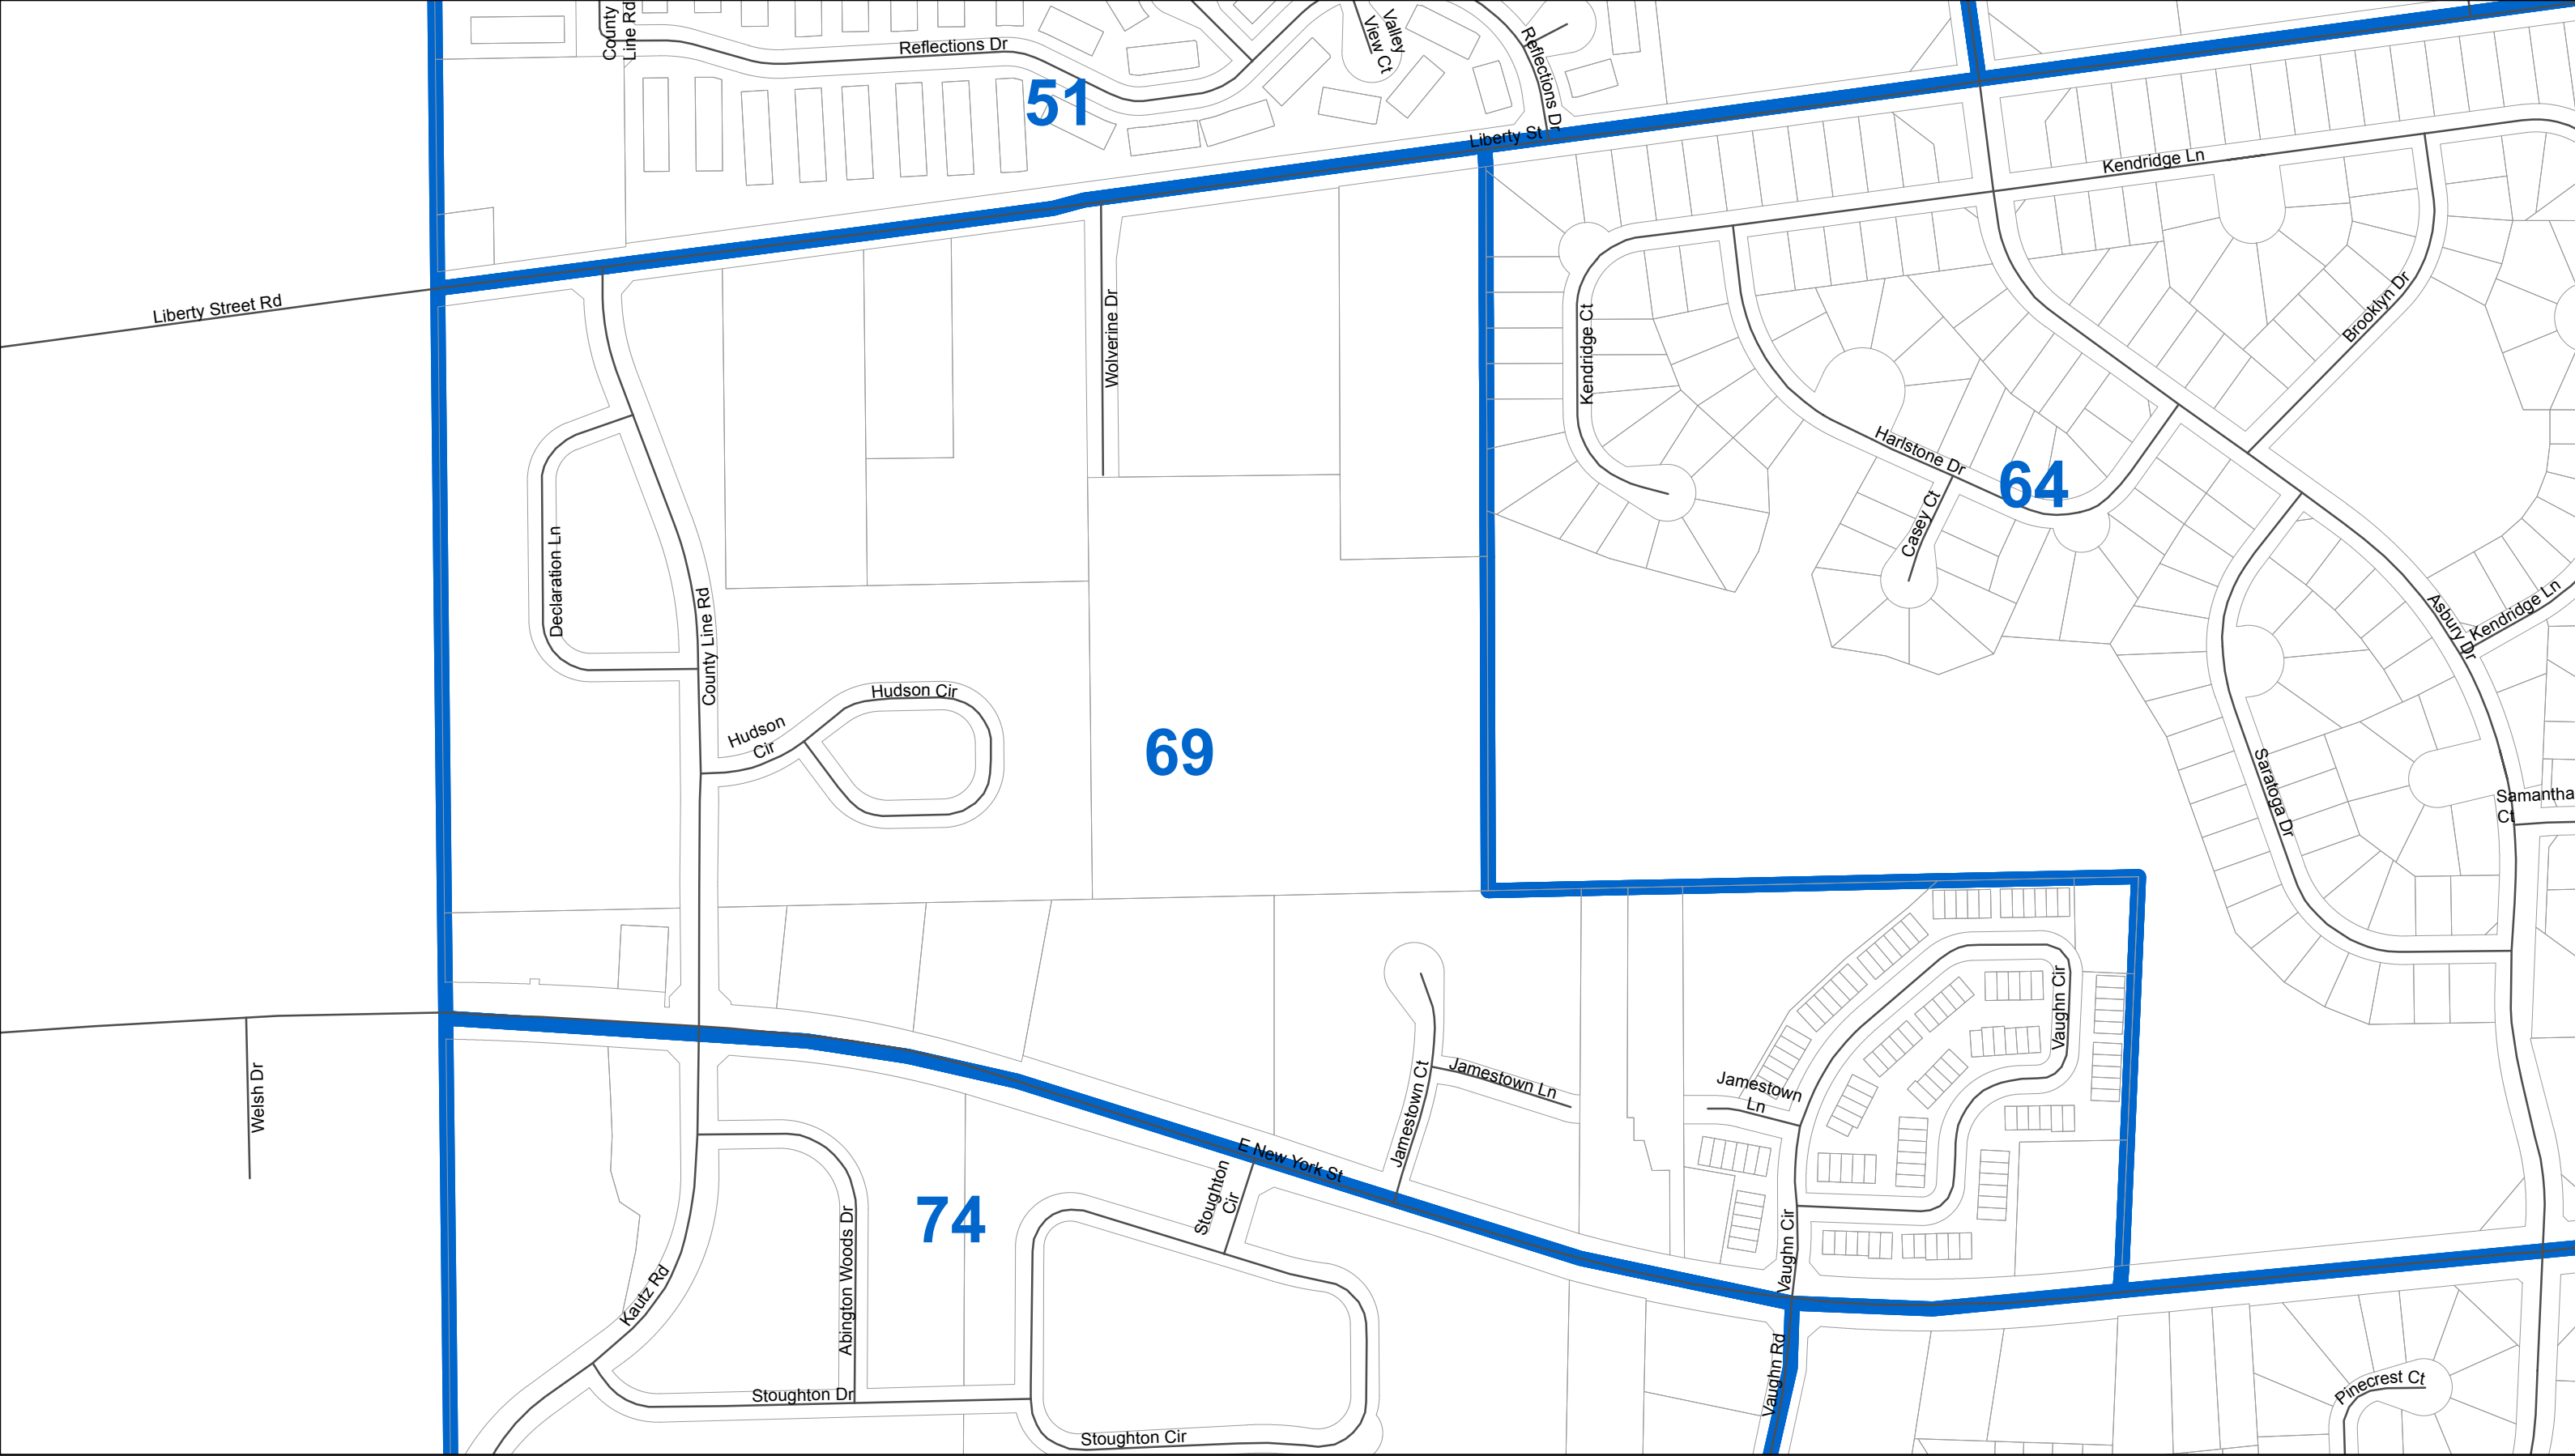 County
Line Rd
Reflections Dr
Valley
View Ct
Reflections Dr
51
Liberty St
Kendridge Ln
Liberty Street Rd
Wolverine Dr
Kendridge Ct
Brooklyn Dr
Harlstone Dr
64
Casey Ct
Declaration Ln
County Line Rd
Asbury Dr
Kendridge Ln
Hudson Cir
Hudson
Cir
69
Saratoga Dr
Samantha
Ct
Vaughn Cir
Welsh Dr
Jamestown Ct
Jamestown Ln
Jamestown
Ln
E New York St
Stoughton
Cir
74
Abington Woods Dr
Vaughn Cir
Kautz Rd
Vaughn Rd
Stoughton Dr
Pinecrest Ct
Stoughton Cir